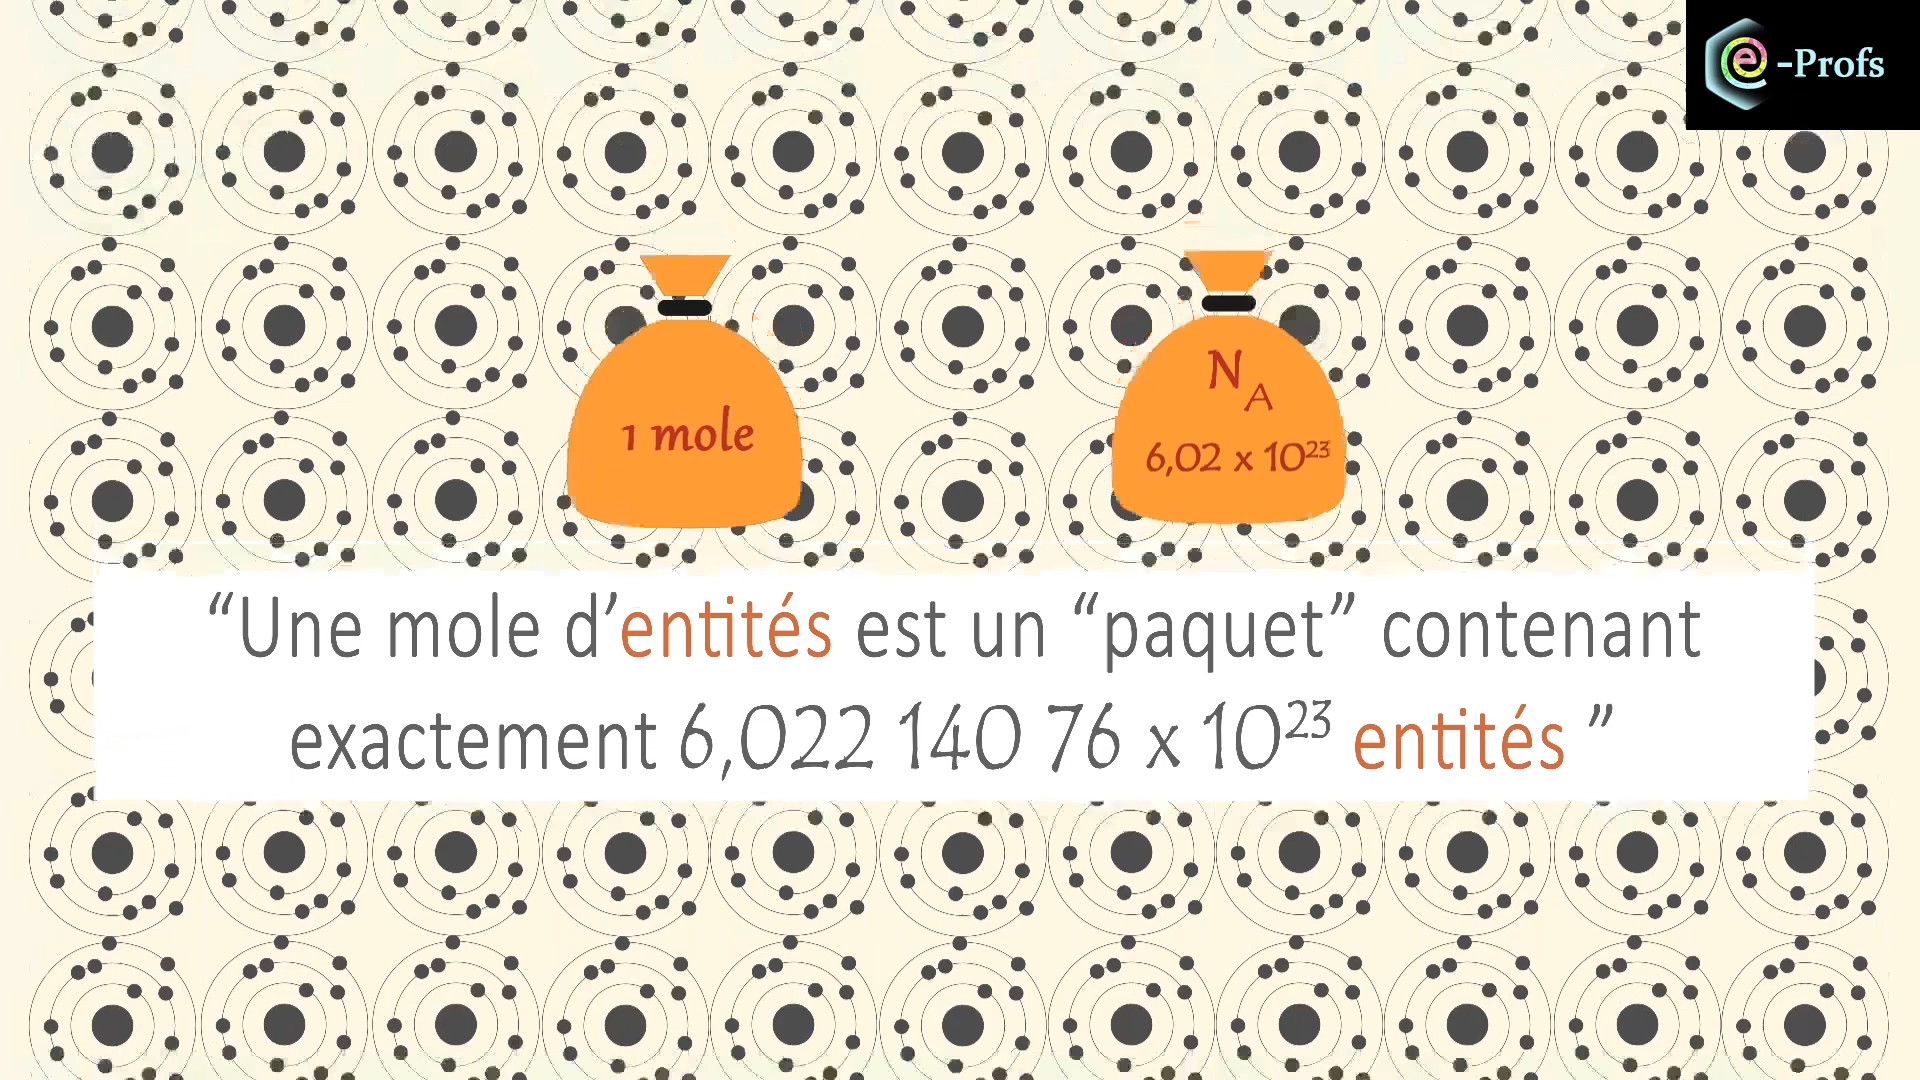 e-Profs
1 mole
N A
6,02 x 10²³
“Une mole d’entités est un “paquet” contenant
exactement 6,022 140 76 x 10²³ entités ”